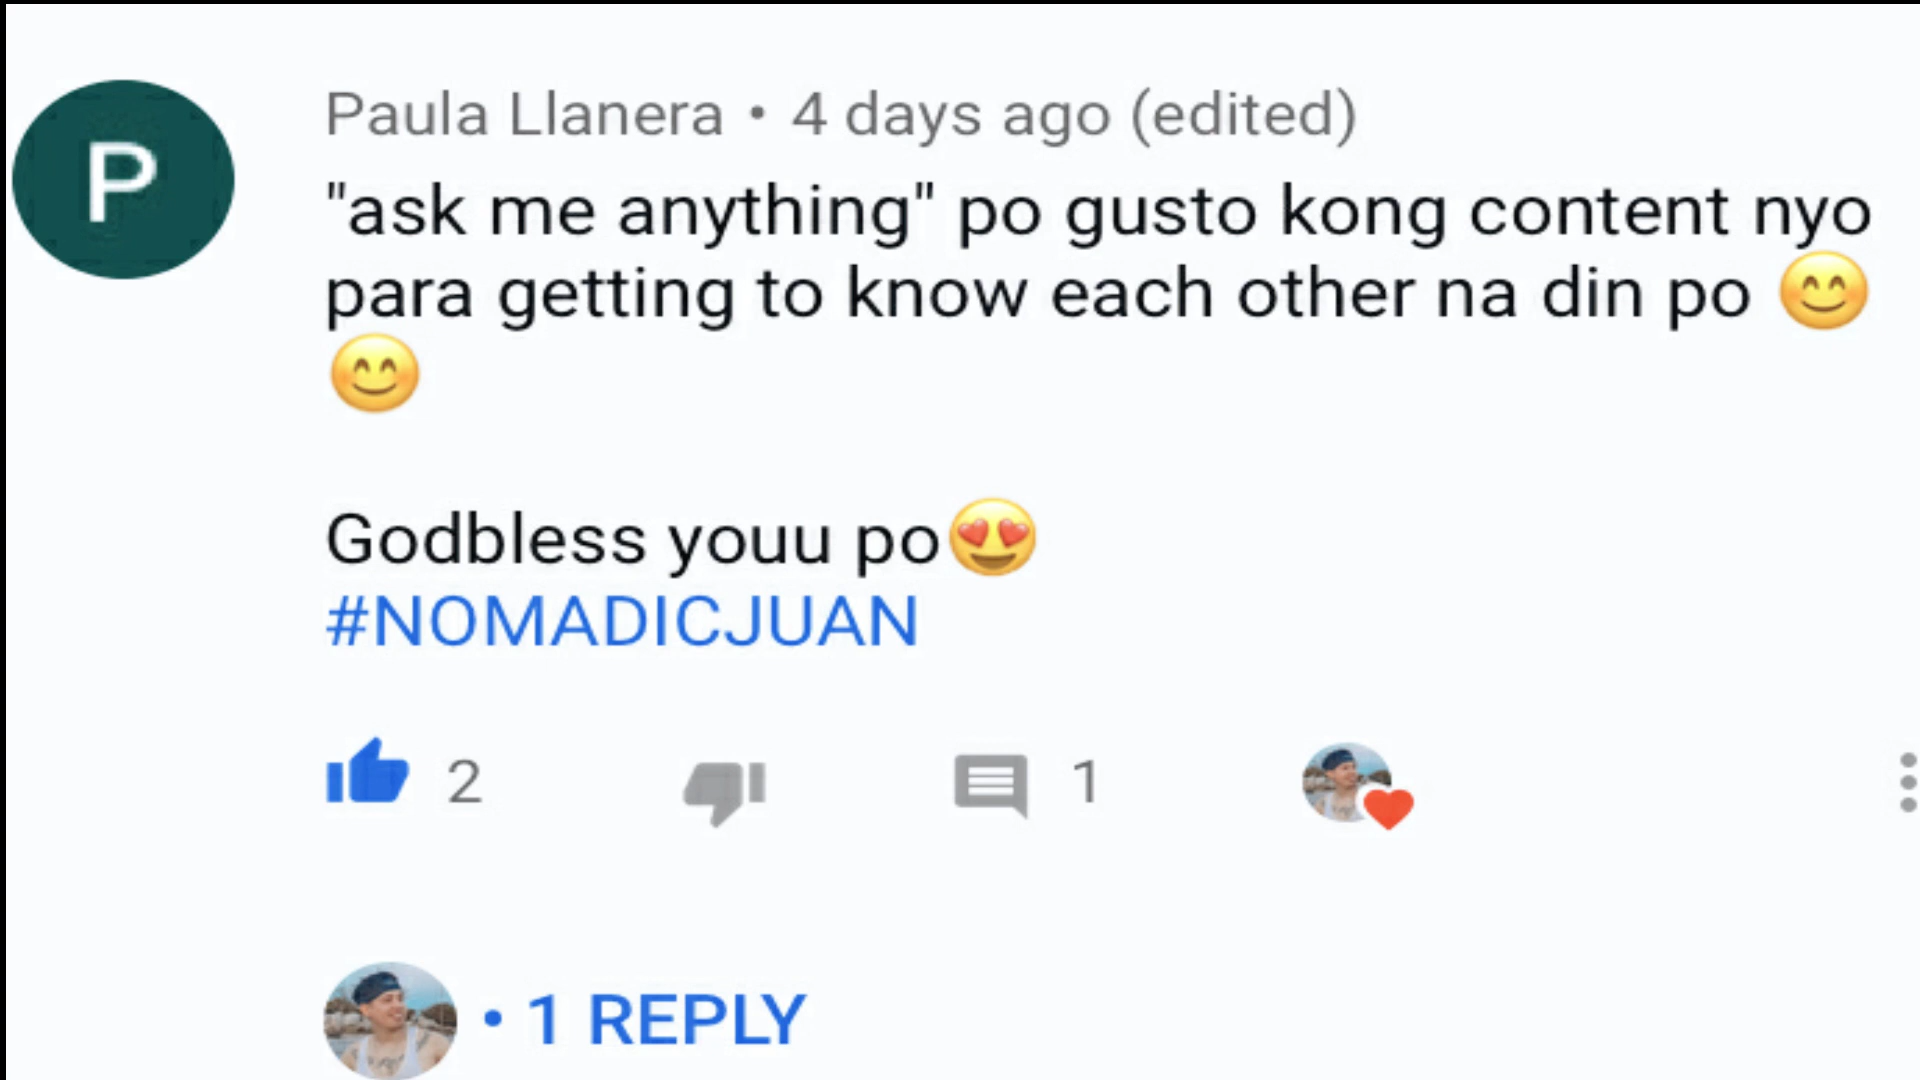 P
Paula Llanera • 4 days ago (edited)
"ask me anything" po gusto kong content nyo
para getting to know each other na din po 😊
😊
Godbless youu po😍
#NOMADICJUAN
2 1
• 1 REPLY